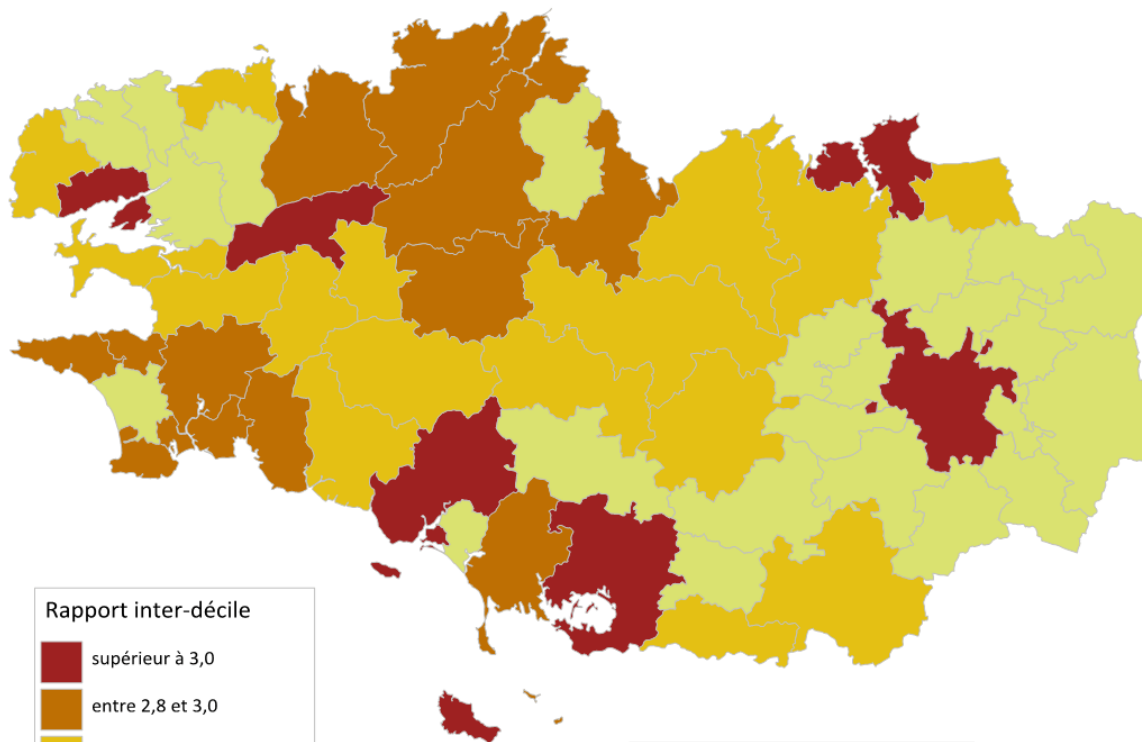 Rapport inter-décile
supérieur à 3,0
entre 2,8 et 3,0